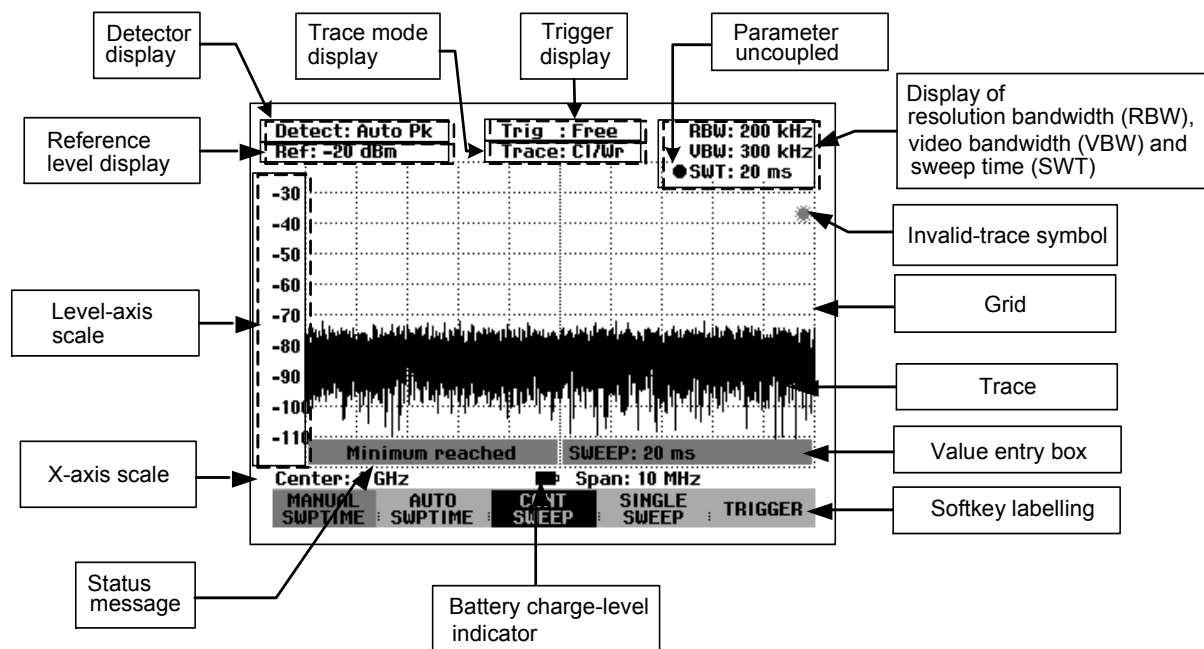 Detector
display
Trace mode
display
Trigger
display
Parameter
uncoupled
Display of
resolution bandwidth (RBW),
video bandwidth (VBW) and
sweep time (SWT)
Reference
level display
Detect: Auto Pk
Ref: -20 dBm
Trig : Free
Trace: Cl/Wr
RBW: 200 kHz
VBW: 300 kHz
SWT: 20 ms
Invalid-trace symbol
-30
-40
-50
-60
-70
-80
-90
-100
-110
Level-axis
scale
Grid
Trace
Minimum reached
SWEEP: 20 ms
Value entry box
X-axis scale
Center: GHz
Span: 10 MHz
MANUAL
SWPTIME
AUTO
SWPTIME
CONT
SWEEP
SINGLE
SWEEP
TRIGGER
Softkey labelling
Status
message
Battery charge-level
indicator